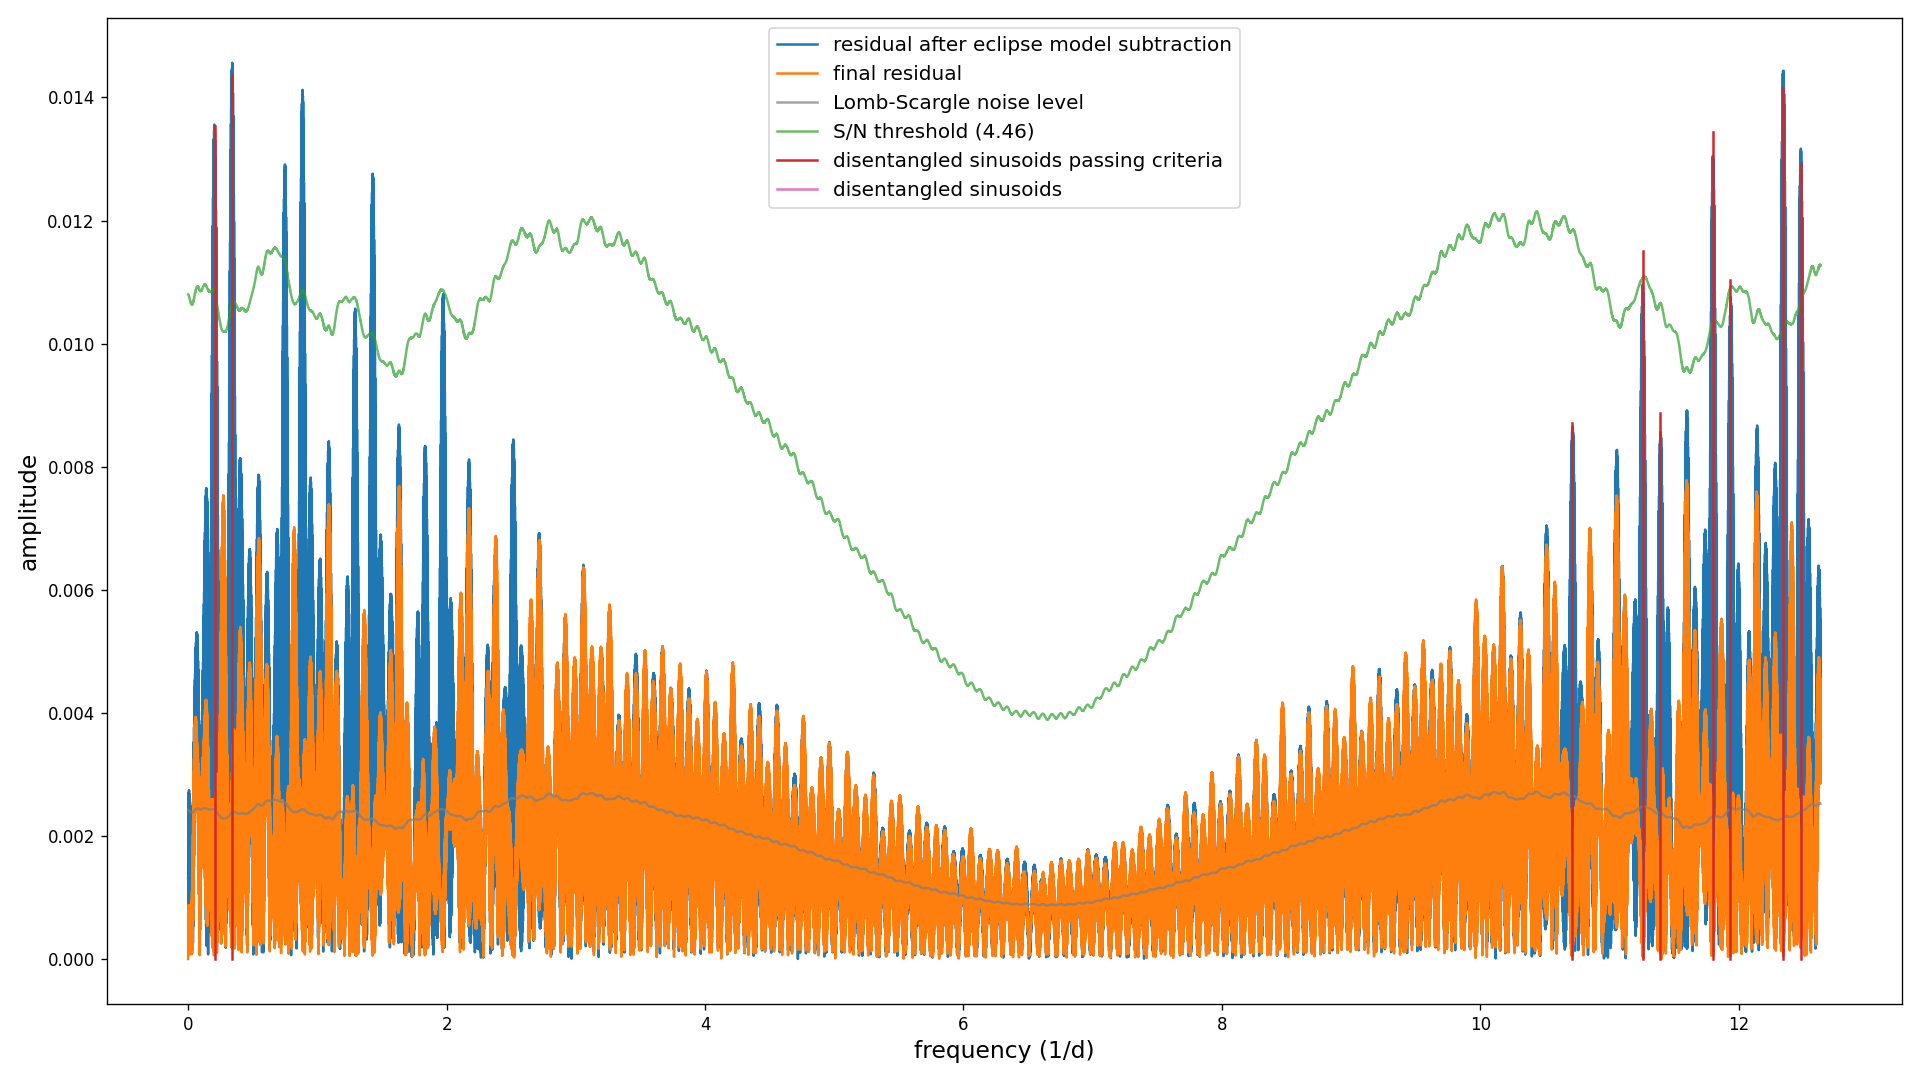 residual after eclipse model subtraction
final residual
Lomb-Scargle noise level
S/N threshold (4.46)
disentangled sinusoids passing criteria
disentangled sinusoids
amplitude
0.014
0.012
0.010
0.008
0.006
0.004
0.002
0.000
0 2 4 6 8 10 12
frequency (1/d)